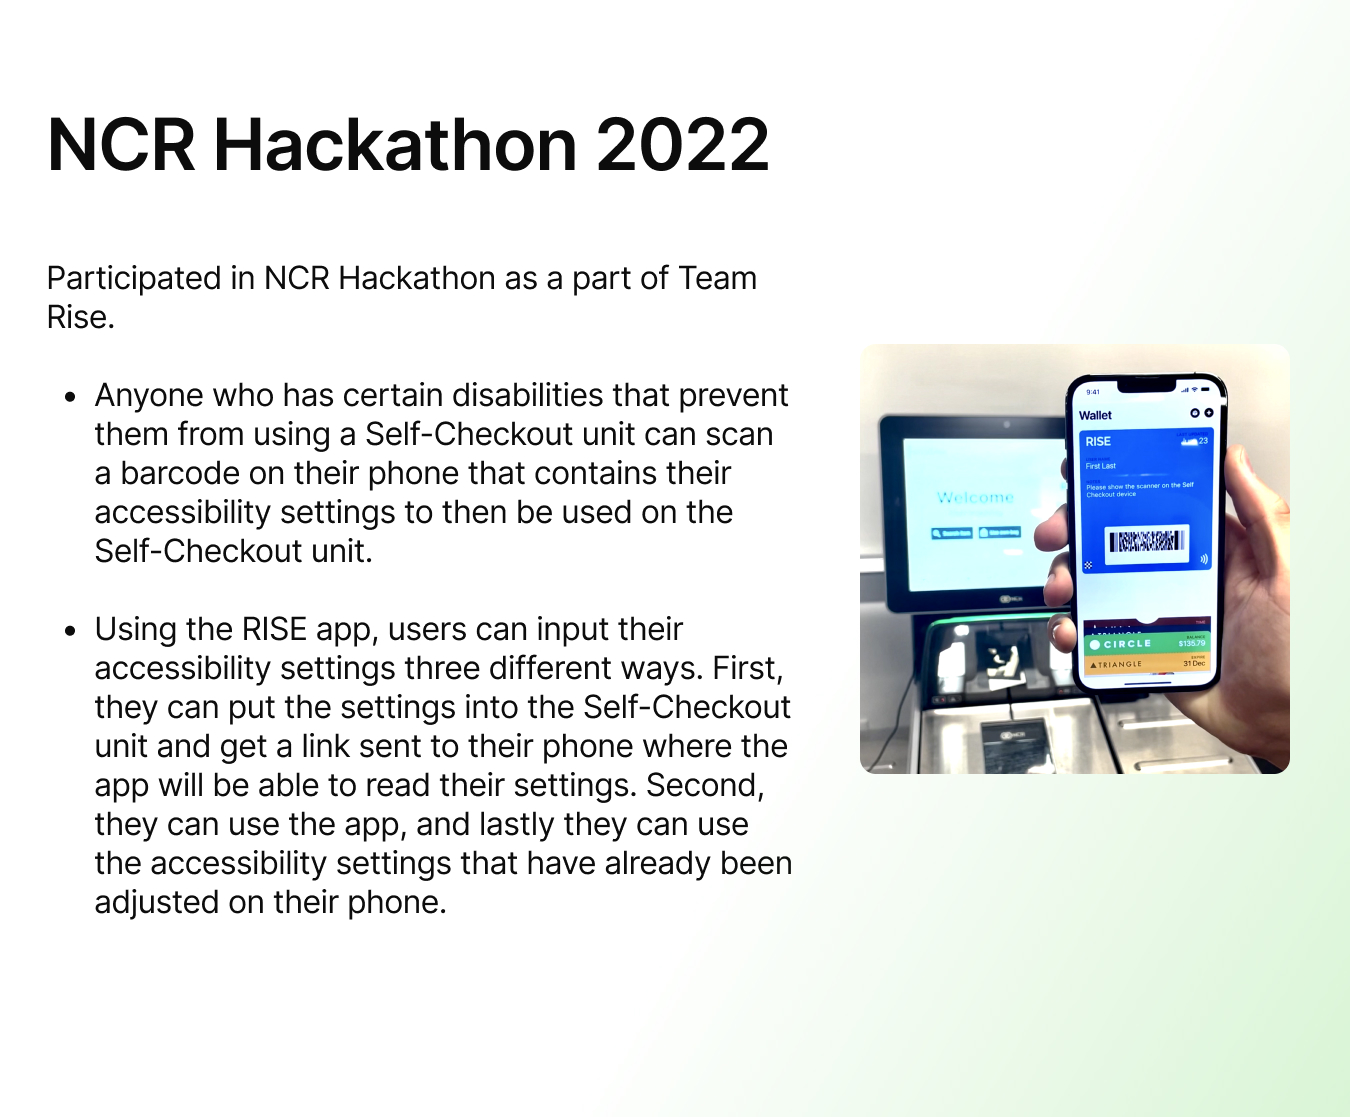 NCR Hackathon 2022
Participated in NCR Hackathon as a part of Team
Rise.
• Anyone who has certain disabilities that prevent
them from using a Self-Checkout unit can scan
a barcode on their phone that contains their
accessibility settings to then be used on the
Self-Checkout unit.
• Using the RISE app, users can input their
accessibility settings three different ways. First,
they can put the settings into the Self-Checkout
unit and get a link sent to their phone where the
app will be able to read their settings. Second,
they can use the app, and lastly they can use
the accessibility settings that have already been
adjusted on their phone.
Welcome
NCR
NCR
9:41
Wallet
RISE
23
First Last
Please show the scanner on the Self
Checkout device
CIRCLE
$135.79
TRIANGLE
31 Dec